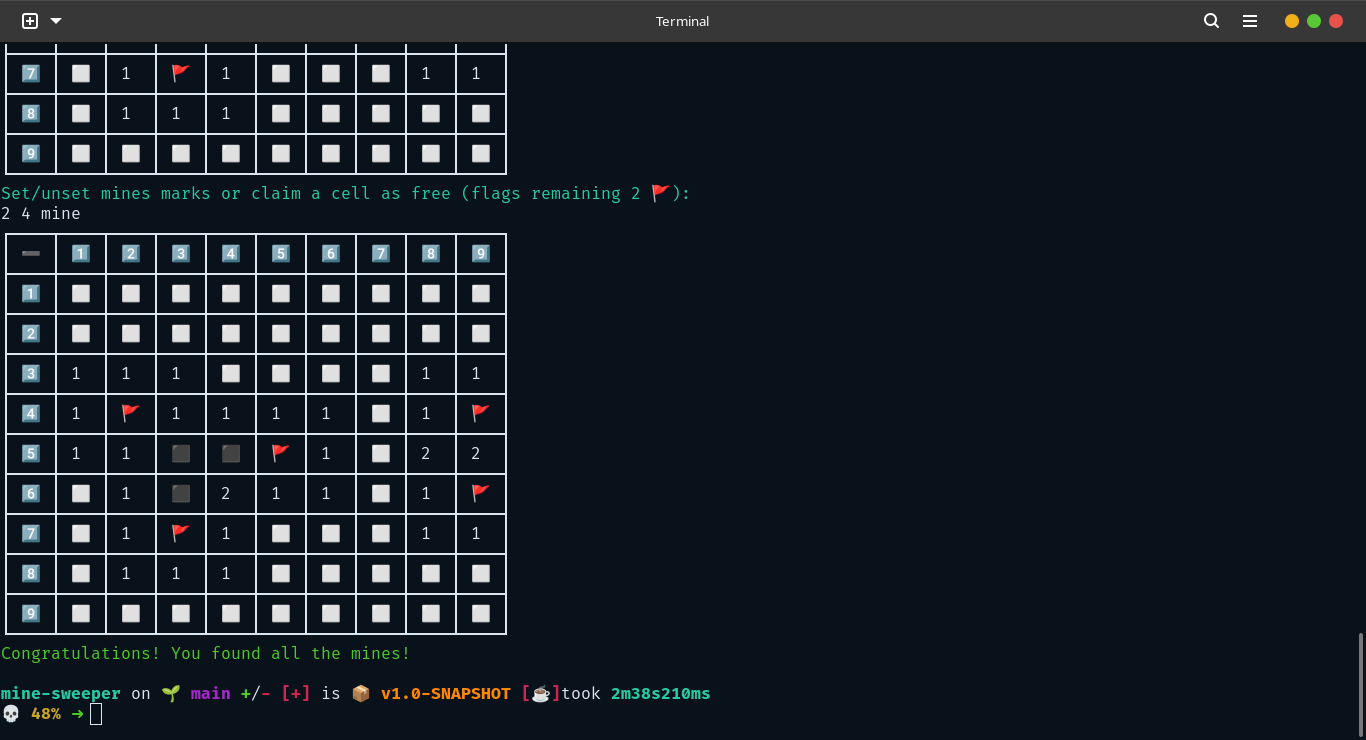 Terminal
7️⃣ ⬜ 1 🚩 1 ⬜ ⬜ ⬜ 1 1
8️⃣ ⬜ 1 1 1 ⬜ ⬜ ⬜ ⬜ ⬜
9️⃣ ⬜ ⬜ ⬜ ⬜ ⬜ ⬜ ⬜ ⬜ ⬜
Set/unset mines marks or claim a cell as free (flags remaining 2 🚩):
2 4 mine
➖ 1️⃣ 2️⃣ 3️⃣ 4️⃣ 5️⃣ 6️⃣ 7️⃣ 8️⃣ 9️⃣
1️⃣ ⬜ ⬜ ⬜ ⬜ ⬜ ⬜ ⬜ ⬜ ⬜
2️⃣ ⬜ ⬜ ⬜ ⬜ ⬜ ⬜ ⬜ ⬜ ⬜
3️⃣ 1 1 1 ⬜ ⬜ ⬜ ⬜ 1 1
4️⃣ 1 🚩 1 1 1 1 ⬜ 1 🚩
5️⃣ 1 1 ⬛ ⬛ 🚩 1 ⬜ 2 2
6️⃣ ⬜ 1 ⬛ 2 1 1 ⬜ 1 🚩
7️⃣ ⬜ 1 🚩 1 ⬜ ⬜ ⬜ 1 1
8️⃣ ⬜ 1 1 1 ⬜ ⬜ ⬜ ⬜ ⬜
9️⃣ ⬜ ⬜ ⬜ ⬜ ⬜ ⬜ ⬜ ⬜ ⬜
Congratulations! You found all the mines!
mine-sweeper on 🌱 main +/- [+] is 📦 v1.0-SNAPSHOT [☕]took 2m38s210ms
💀 48% ➜